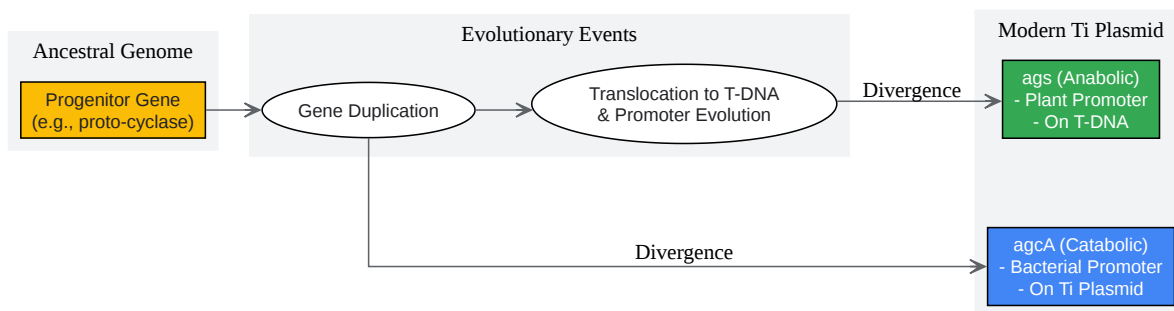 Ancestral Genome
Progenitor Gene
(e.g., proto-cyclase)
Evolutionary Events
Gene Duplication
Translocation to T-DNA
& Promoter Evolution
Divergence
Divergence
Modern Ti Plasmid
ags (Anabolic)
- Plant Promoter
- On T-DNA
agcA (Catabolic)
- Bacterial Promoter
- On Ti Plasmid